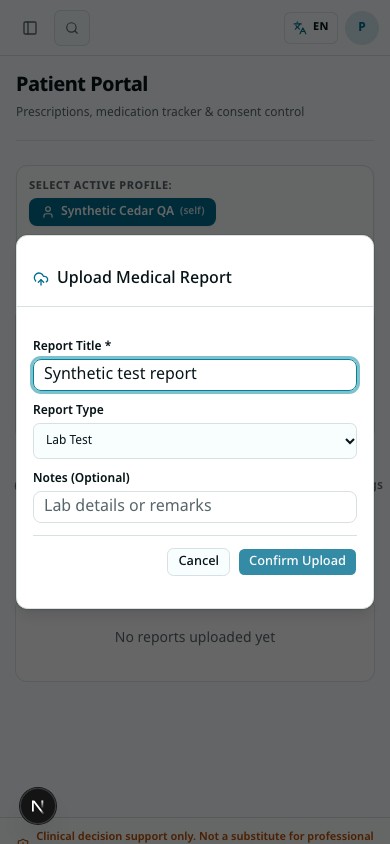 EN
P
Patient Portal
Prescriptions, medication tracker & consent control
SELECT ACTIVE PROFILE:
Synthetic Cedar QA (self)
Upload Medical Report
Report Title *
Synthetic test report
Report Type
Lab Test
Notes (Optional)
Lab details or remarks
Cancel
Confirm Upload
No reports uploaded yet
N
Clinical decision support only. Not a substitute for professional